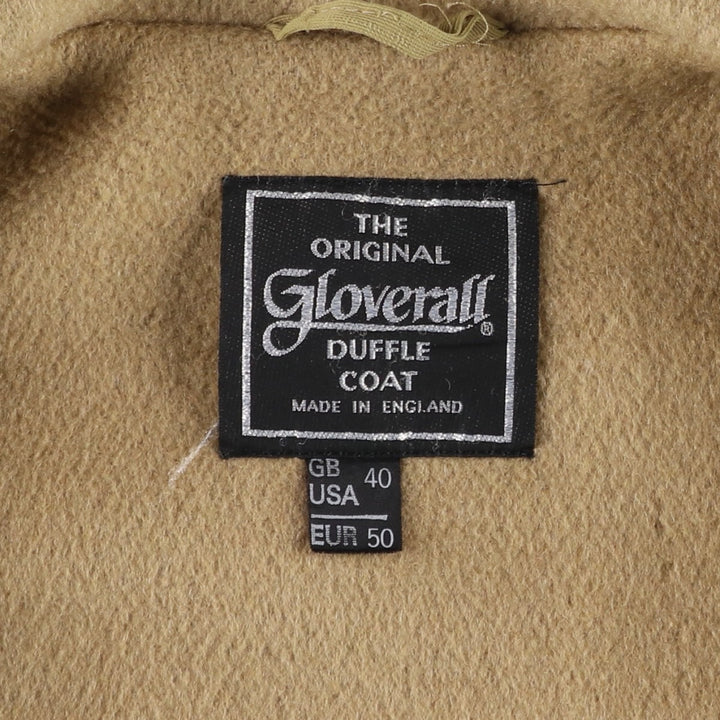 THE
ORIGINAL
Gloverall®
DUFFLE
COAT
MADE IN ENGLAND
GB
USA 40
EUR 50